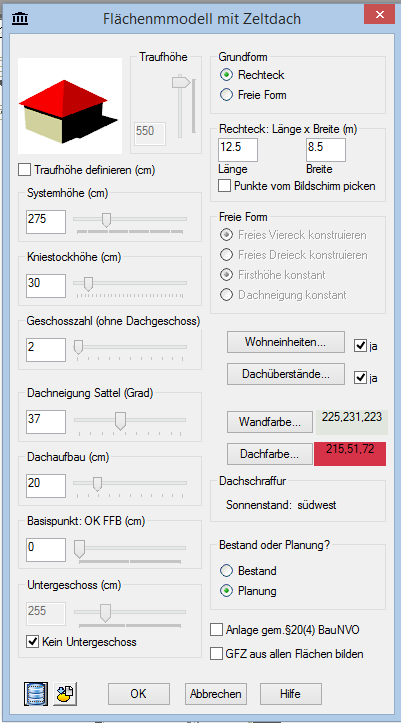 Flächenmmodell mit Zeltdach
Traufhöhe
550
Traufhöhe definieren (cm)
Systemhöhe (cm)
275
Kniestockhöhe (cm)
30
Geschosszahl (ohne Dachgeschoss)
2
Dachneigung Sattel (Grad)
37
Dachaufbau (cm)
20
Basispunkt: OK FFB (cm)
0
Untergeschoss (cm)
255
Kein Untergeschoss
Grundform
Rechteck
Freie Form
Rechteck: Länge x Breite (m)
12.5 8.5
Länge Breite
Punkte vom Bildschim picken
Freie Form
Freies Viereck konstruieren
Freies Dreieck konstruieren
Firsthöhe konstant
Dachneigung konstant
Wohneinheiten... ja
Dachüberstände... ja
Wandfarbe... 225,231,223
Dachfarbe... 215,51,72
Dachschraffur
Sonnenstand: südwest
Bestand oder Planung?
Bestand
Planung
Anlage gem.§20(4) BauNVO
GFZ aus allen Flächen bilden
OK Abbrechen Hilfe